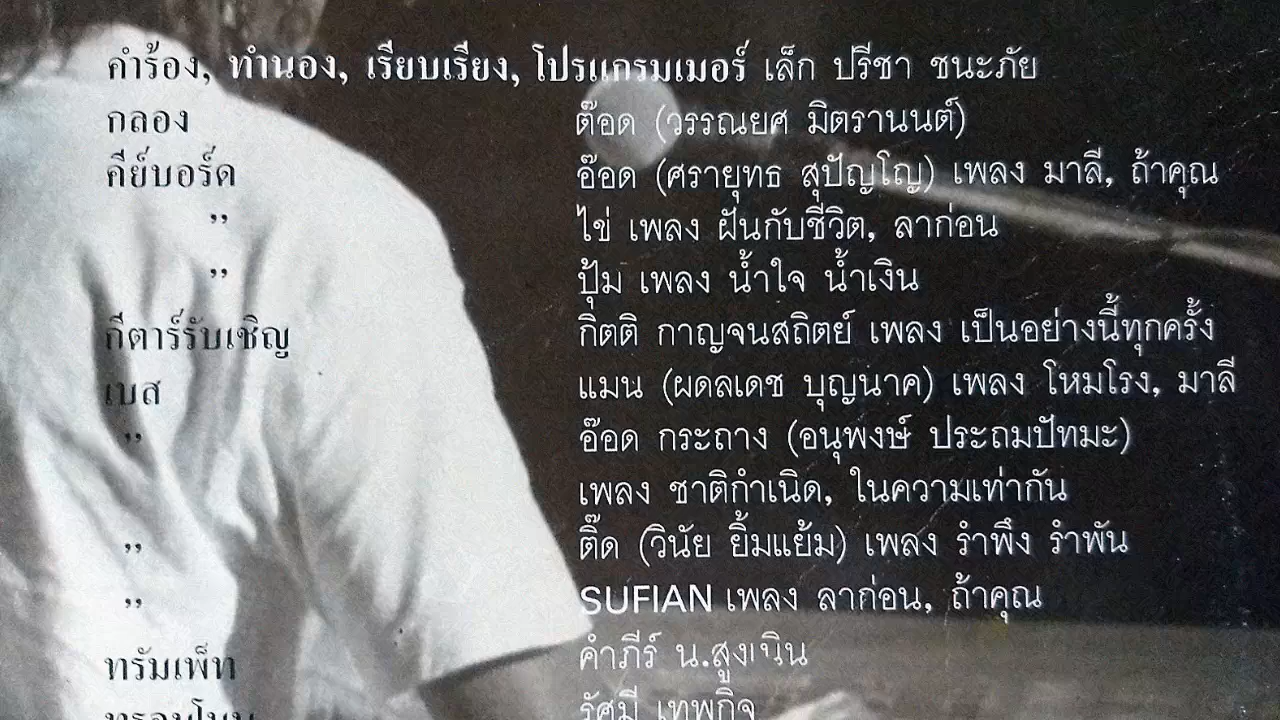 คำร้อง, ทำนอง, เรียบเรียง, โปรแกรมเมอร์ เล็ก ปรีชา ชนะภัย
กลอง ต๊อด (วรรณยศ มิตรานนต์)
คีย์บอร์ด อ๊อด (ศรายุทธ สุปัญโญ) เพลง มาลี, ถ้าคุณ
" ไข่ เพลง ฝันกับชีวิต, ลาก่อน
" ปุ้ม เพลง น้ำใจ น้ำเงิน
กีตาร์รับเชิญ กิตติ กาญจนสถิตย์ เพลง เป็นอย่างนี้ทุกครั้ง
เบส แมน (ผดลเดช บุญนาค) เพลง โหมโรง, มาลี
" อ๊อด กระถาง (อนุพงษ์ ประถมปัทมะ)
เพลง ชาติกำเนิด, ในความเท่ากัน
" ติ๊ด (วินัย ยิ้มแย้ม) เพลง รำพึง รำพัน
" SUFIAN เพลง ลาก่อน, ถ้าคุณ
ทรัมเพ็ท คำภีร์ น.สูงเนิน
ทรอมโบน รัศมี เทพกิจ